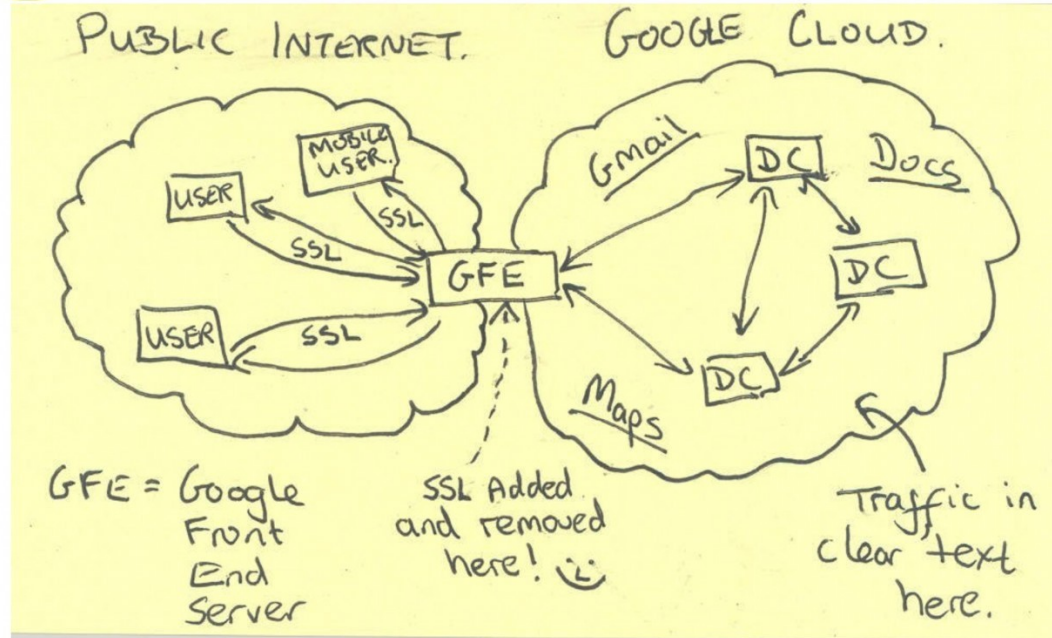 PUBLIC INTERNET.
GOOGLE CLOUD.
MOBILE
USER.
USER
SSL
SSL
GFE
USER
SSL
Gmail
DC
Docs
DC
DC
Maps
GFE = Google
Front
End
Server
SSL Added
and removed
here!
Traffic in
clear text
here.